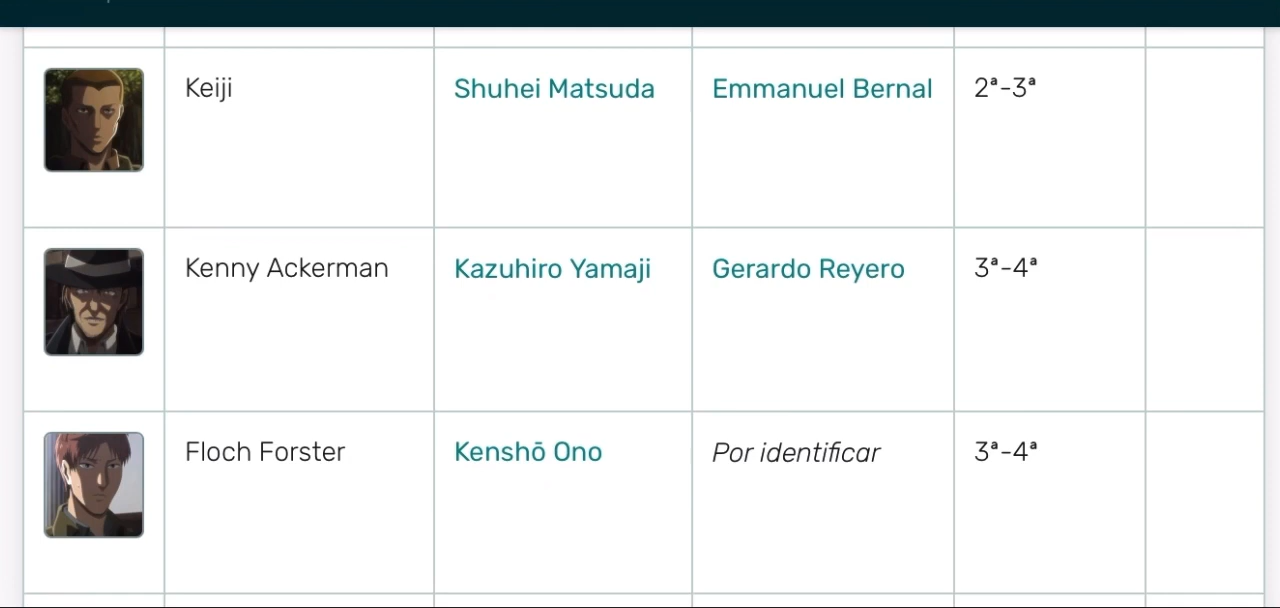 Keiji
Shuhei Matsuda
Emmanuel Bernal
2ª-3ª
Kenny Ackerman
Kazuhiro Yamaji
Gerardo Reyero
3ª-4ª
Floch Forster
Kenshō Ono
Por identificar
3ª-4ª